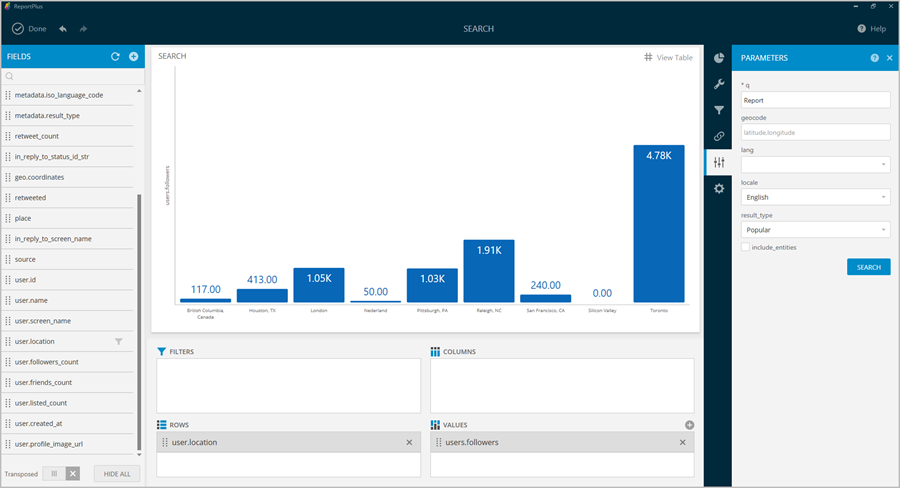 ReportPlus
Done
SEARCH
Help
FIELDS
metadata.iso_language_code
metadata.result_type
retweet_count
in_reply_to_status_id_str
geo.coordinates
retweeted
place
in_reply_to_screen_name
source
user.id
user.name
user.screen_name
user.location
user.followers_count
user.friends_count
user.listed_count
user.created_at
user.profile_image_url
Transposed
HIDE ALL
SEARCH
View Table
users.followers
117.00
413.00
1.05K
50.00
1.03K
1.91K
240.00
0.00
4.78K
British Columbia,
Canada
Houston, TX
London
Nederland
Pittsburgh, PA
Raleigh, NC
San Francisco, CA
Silicon Valley
Toronto
FILTERS
COLUMNS
ROWS
user.location
VALUES
users.followers
PARAMETERS
* q
Report
geocode
latitude,longitude
lang
locale
English
result_type
Popular
include_entities
SEARCH